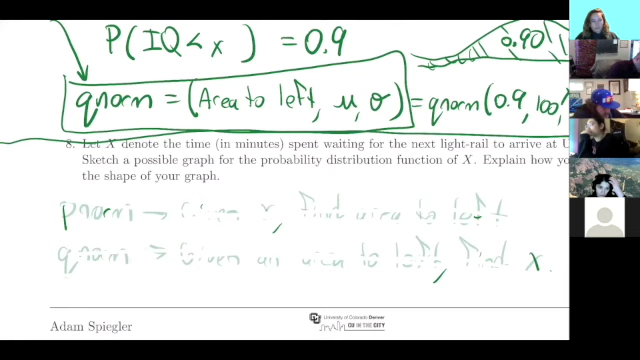 P(IQ < x) = 0.9
0.90
qnorm = (Area to left, μ, σ) = qnorm(0.9, 100,
8. Let X denote the time (in minutes) spent waiting for the next light-rail to arrive at U
Sketch a possible graph for the probability distribution function of X. Explain how yo
the shape of your graph.
pnorm → Given x, find area to left
qnorm → Given an area to left, find x.
Adam Spiegler
University of Colorado Denver
CU IN THE CITY